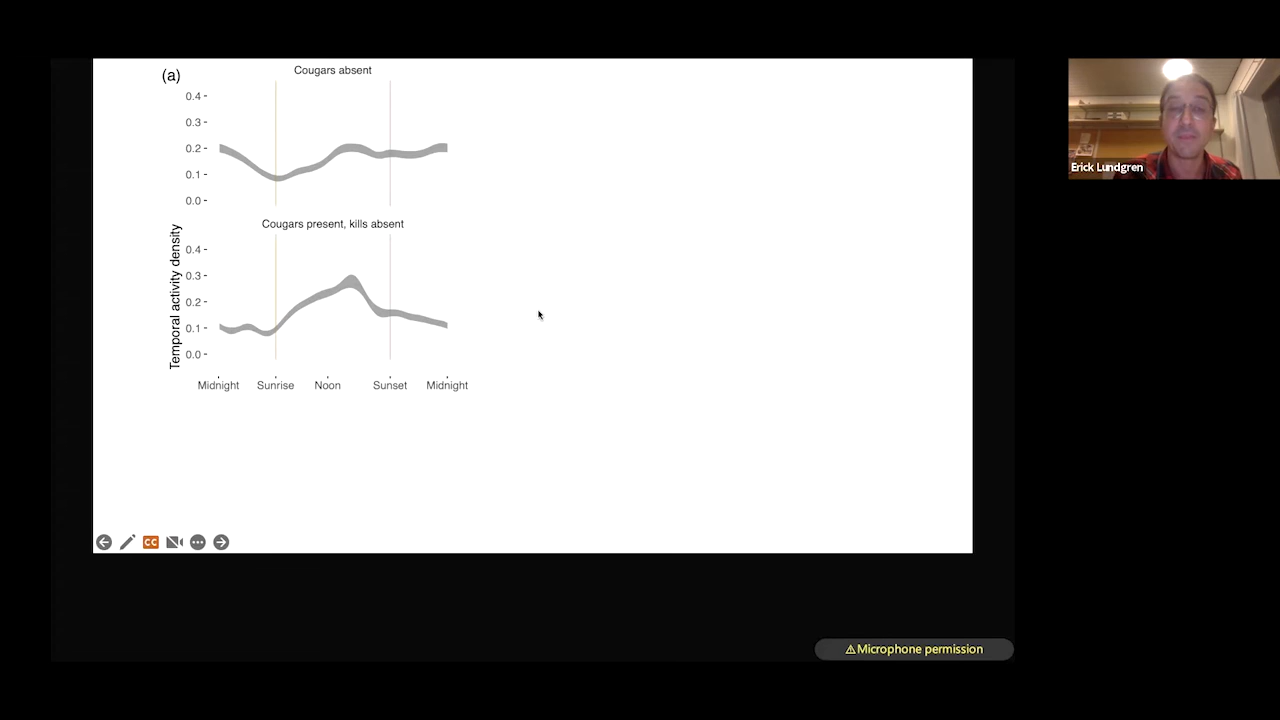 (a)
Cougars absent
0.4
0.3
0.2
0.1
0.0
Temporal activity density
Cougars present, kills absent
0.4
0.3
0.2
0.1
0.0
Midnight Sunrise Noon Sunset Midnight
CC
Erick Lundgren
⚠Microphone permission